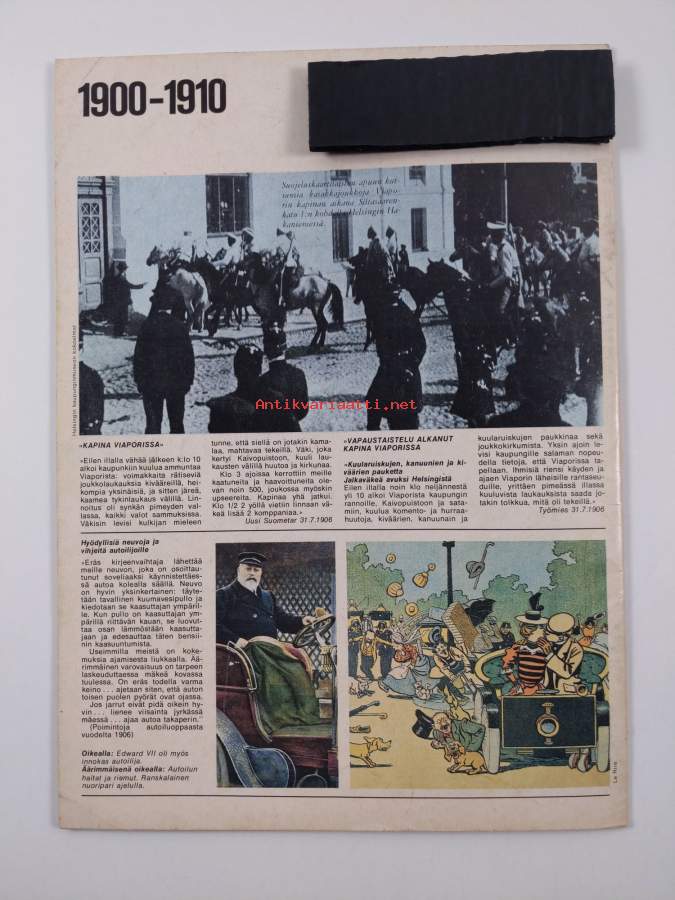 1900-1910
Suojeluskaartilaisten apuun kut-
sumia kasakkajoukkoja Viapo-
rin kapinan aikana Siltasaaren-
katu 1:n kohdalla Helsingin Ha-
kaniemessä.
Helsingin kaupunginmuseon kokoelmat
Antikvariaatti.net
»KAPINA VIAPORISSA»
»Eilen illalla vähää jälkeen k:lo 10
alkoi kaupunkiin kuulua ammuntaa
Viaporista: voimakkaita rätiseviä
joukkolaukauksia kivääreillä, hei-
kompia yksinäisiä, ja sitten järeä,
kaamea tykinlaukaus välillä. Lin-
noitus oli synkän pimeyden val-
lassa, kaikki valot sammuksissa.
Väkisin levisi kulkijan mieleen
tunne, että siellä on jotakin kama-
laa, mahtavaa tekeillä. Väki, joka
kertyi Kaivopuistoon, kuuli lau-
kausten välillä huutoa ja kirkunaa.
Klo 3 ajoissa kerrottiin meille
kaatuneita ja haavoittuneita ole-
van noin 500, joukossa myöskin
upseereita. Kapinaa yhä jatkui.
Klo 1/2 2 yöllä vietiin linnaan vä-
keä lisää 2 komppaniaa.»
Uusi Suometar 31.7.1906
»VAPAUSTAISTELU ALKANUT
KAPINA VIAPORISSA
»Kuularuiskujen, kanuunien ja ki-
väärien pauketta
Jalkaväkeä avuksi Helsingistä
Eilen illalla noin klo neljännestä
yli 10 alkoi Viaporista kaupungin
rannoille, Kaivopuistoon ja sata-
miin, kuulua komento- ja hurraa-
huutoja, kiväärien, kanuunain ja
kuularuiskujen paukkinaa sekä
joukkokirkumista. Yksin ajoin le-
visi kaupungille salaman nopeu-
della tietoja, että Viaporissa ta-
pellaan. Ihmisiä riensi käyden ja
ajaen Viaporin läheisille rantaseu-
duille, yrittäen pimeässä illassa
kuuluvista laukauksista saada jo-
takin tolkkua, mitä oli tekeillä.»
Työmies 31.7.1906
Hyödyllisiä neuvoja ja
vihjeitä autoilijoille
»Eräs kirjeenvaihtaja lähettää
meille neuvon, joka on osoittau-
tunut soveliaaksi käynnistettäes-
sä autoa kolealla säällä. Neuvo
on hyvin yksinkertainen: täyte-
tään tavallinen kuumavesipullo ja
kiedotaan se kaasuttajan ympäril-
le. Kun pullo on kaasuttajan ym-
pärillä riittävän kauan, se luovut-
taa osan lämmöstään kaasutta-
jaan ja edesauttaa täten bensii-
nin kaasuuntumista.
Useimmilla meistä on koke-
muksia ajamisesta liukkaalla. Ää-
rimmäinen varovaisuus on tarpeen
laskeuduttaessa mäkeä kovassa
tuulessa. On eräs todella varma
keino . . . ajetaan siten, että auton
toisen puolen pyörät ovat ojassa.
Jos jarrut eivät pidä oikein hy-
vin . . . lienee viisainta jyrkässä
mäessä . . . ajaa autoa takaperin.”
(Poimintoja autoiluoppaasta
vuodelta 1906)
Oikealla: Edward VII oli myös
innokas autoilija.
Äärimmäisenä oikealla: Autoilun
haitat ja riemut. Ranskalainen
nuoripari ajelulla.
Le Rire